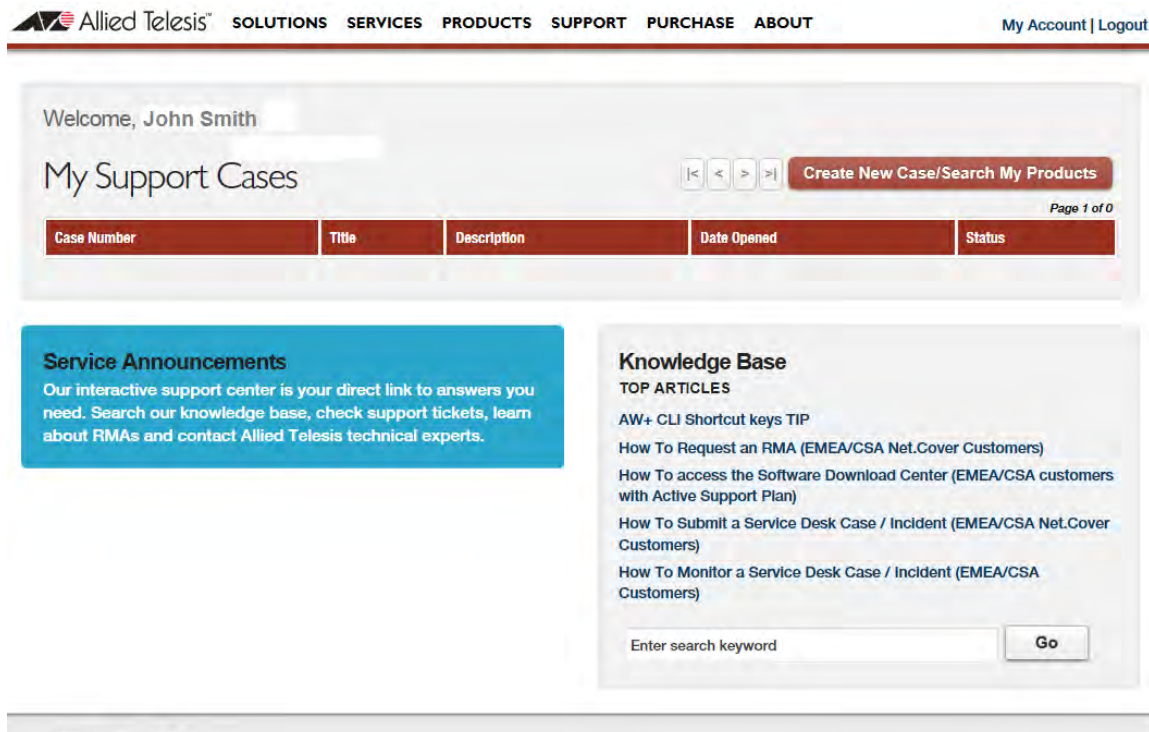 Allied Telesis™ SOLUTIONS SERVICES PRODUCTS SUPPORT PURCHASE ABOUT My Account | Logout
Welcome, John Smith
My Support Cases
|< < > >| Create New Case/Search My Products
Page 1 of 0
Case Number Title Description Date Opened Status
Service Announcements
Our interactive support center is your direct link to answers you
need. Search our knowledge base, check support tickets, learn
about RMAs and contact Allied Telesis technical experts.
Knowledge Base
TOP ARTICLES
AW+ CLI Shortcut keys TIP
How To Request an RMA (EMEA/CSA Net.Cover Customers)
How To access the Software Download Center (EMEA/CSA customers
with Active Support Plan)
How To Submit a Service Desk Case / Incident (EMEA/CSA Net.Cover
Customers)
How To Monitor a Service Desk Case / Incident (EMEA/CSA
Customers)
Enter search keyword Go